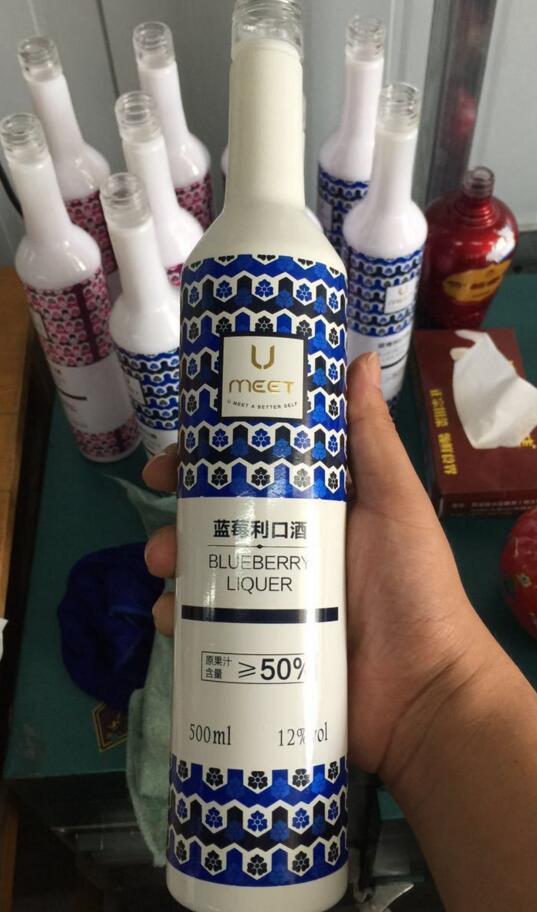 U
MEET
U MEET A BETTER SELF
蓝莓利口酒
BLUEBERRY
LIQUER
原果汁
含量
≥50%
500ml
12%vol